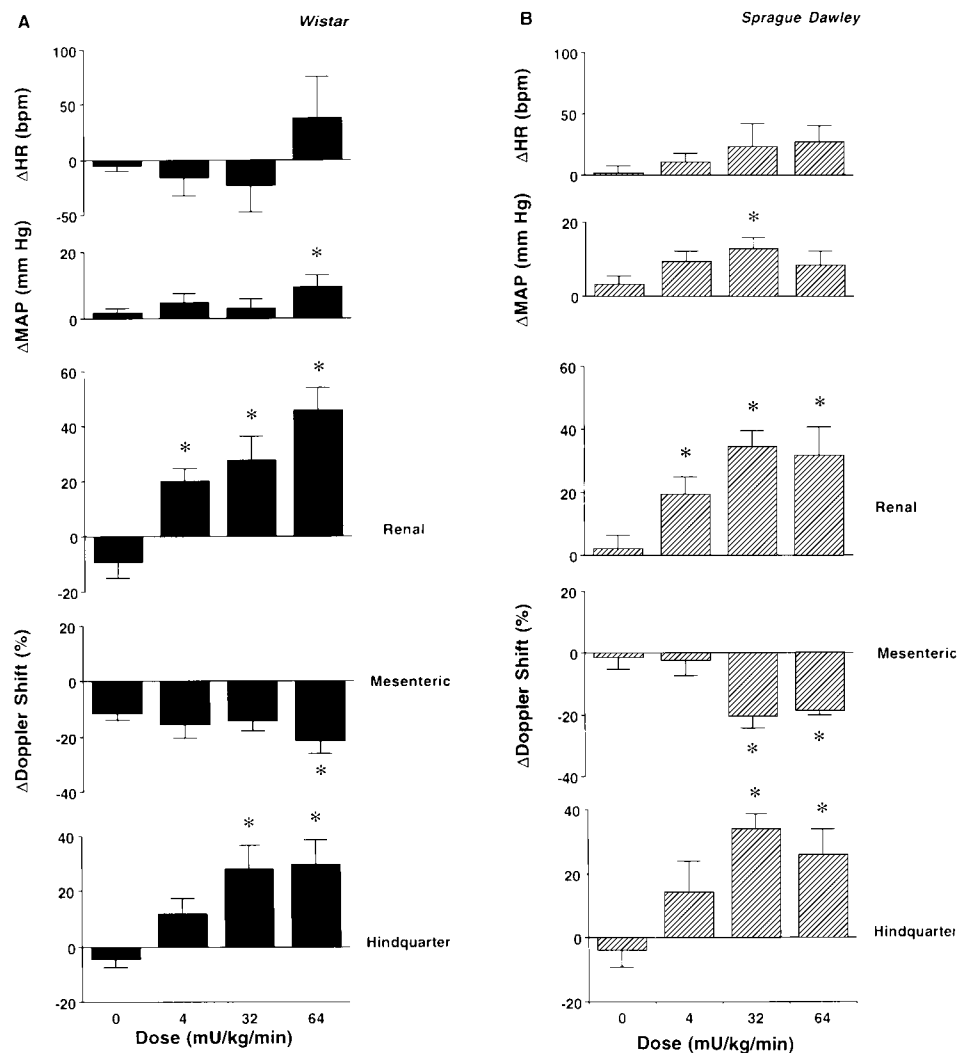 A
Wistar
ΔHR (bpm)
100
50
0
-50
ΔMAP (mm Hg)
20
0
*
60
40
20
0
-20
* * *
Renal
ΔDoppler Shift (%)
20
0
-20
-40
*
Mesenteric
40
20
0
-20
* *
Hindquarter
0 4 32 64
Dose (mU/kg/min)
B
Sprague Dawley
ΔHR (bpm)
100
50
0
ΔMAP (mm Hg)
20
0
*
60
40
20
0
* * *
Renal
ΔDoppler Shift (%)
20
0
-20
-40
* *
Mesenteric
40
20
0
-20
* *
Hindquarter
0 4 32 64
Dose (mU/kg/min)